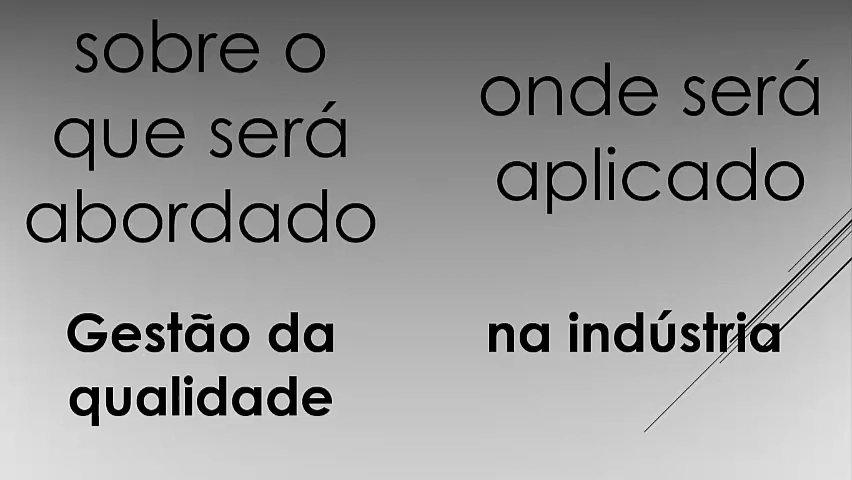 sobre o
que será
abordado
Gestão da
qualidade
onde será
aplicado
na indústria